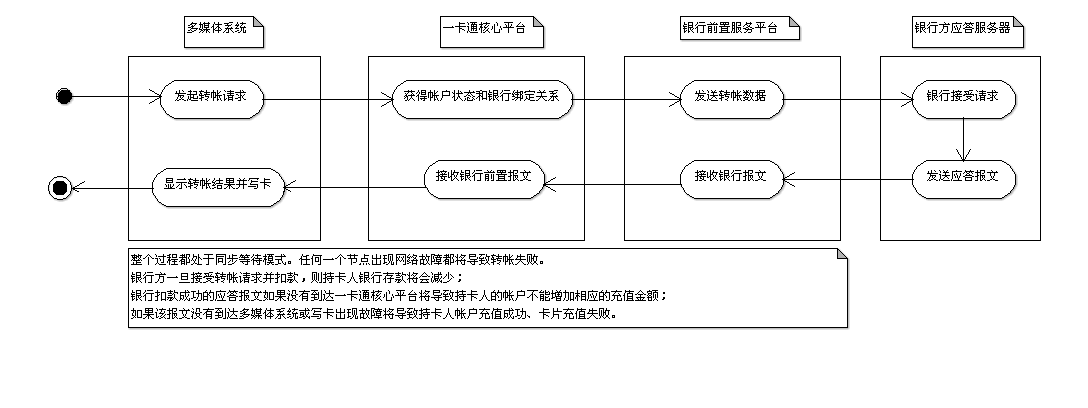 多媒体系统
一卡通核心平台
银行前置服务平台
银行方应答服务器
发起转帐请求
获得帐户状态和银行绑定关系
发送转帐数据
银行接受请求
显示转帐结果并写卡
接收银行前置报文
接收银行报文
发送应答报文
整个过程都处于同步等待模式。任何一个节点出现网络故障都将导致转帐失败。
银行方一旦接受转帐请求并扣款，则持卡人银行存款将会减少；
银行扣款成功的应答报文如果没有到达一卡通核心平台将导致持卡人的帐户不能增加相应的充值金额；
如果该报文没有到达多媒体系统或写卡出现故障将导致持卡人帐户充值成功、卡片充值失败。